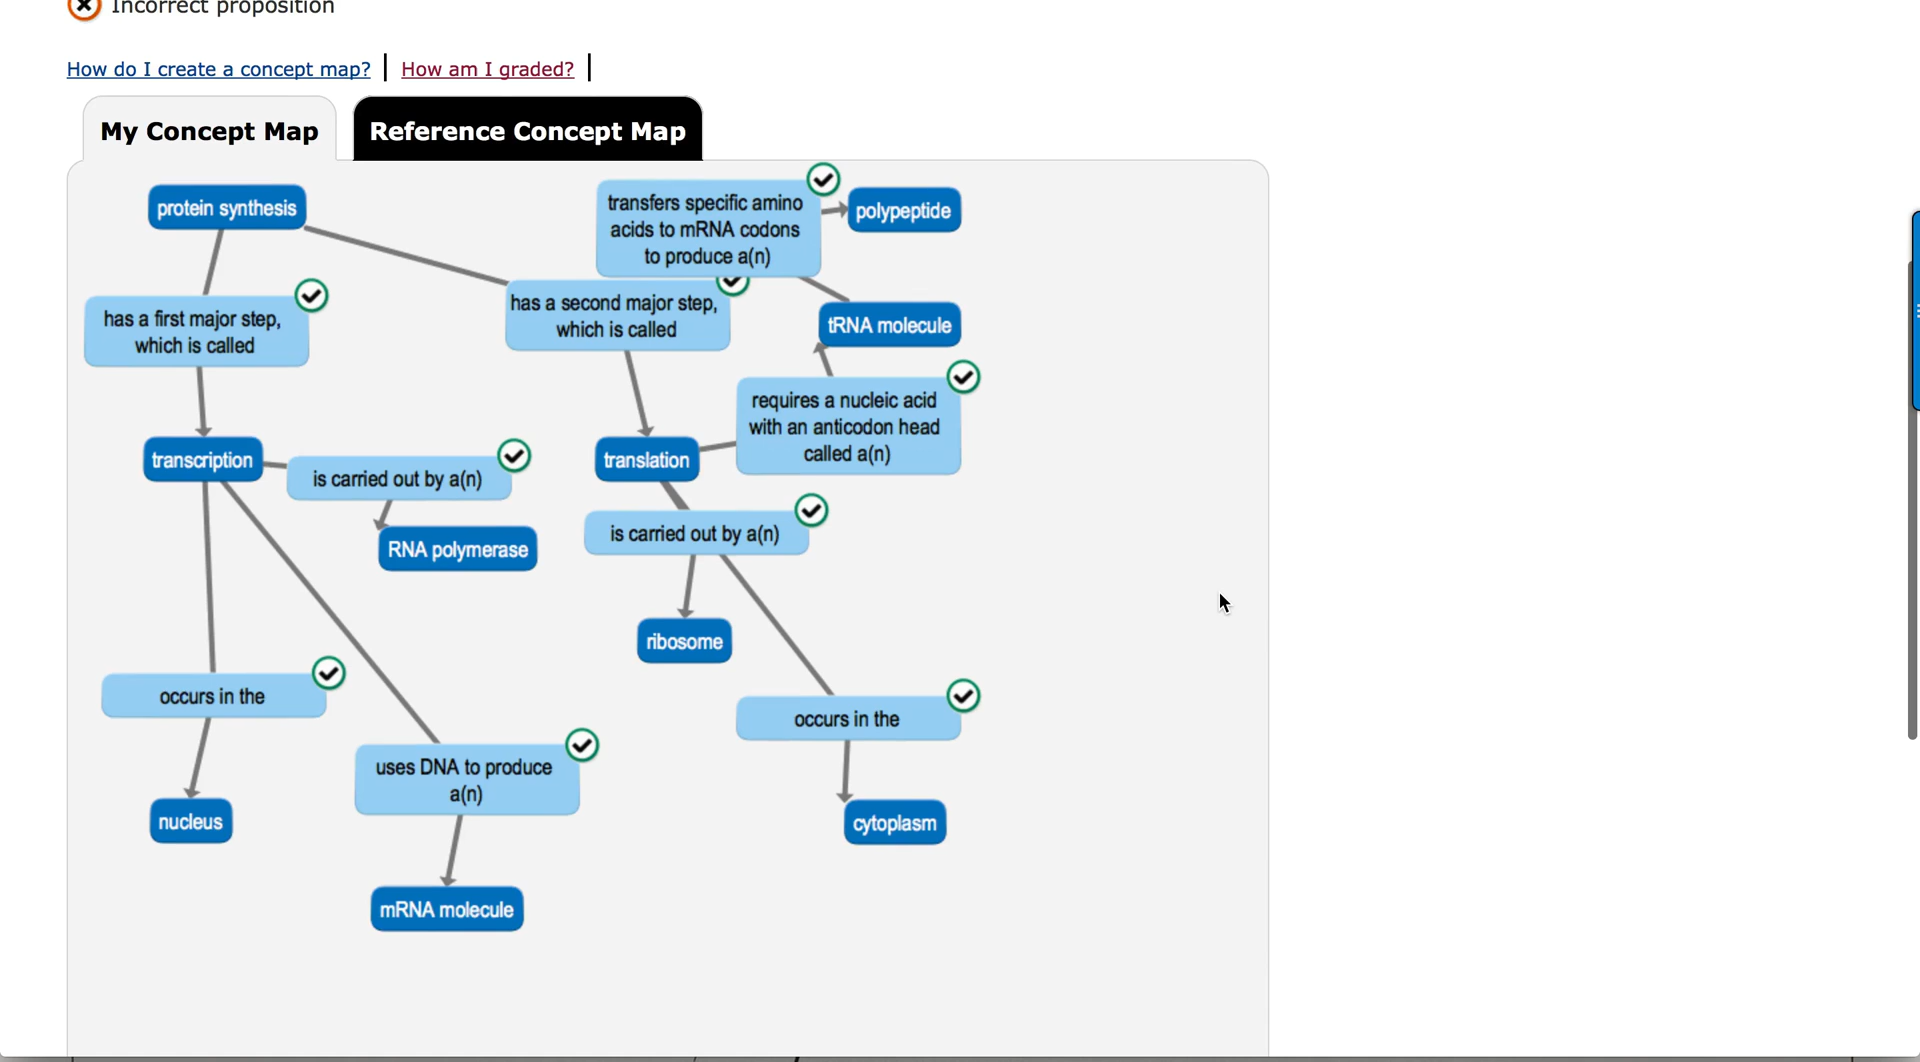 Incorrect proposition
How do I create a concept map?
How am I graded?
My Concept Map
Reference Concept Map
protein synthesis
transfers specific amino
acids to mRNA codons
to produce a(n)
polypeptide
has a first major step,
which is called
has a second major step,
which is called
tRNA molecule
requires a nucleic acid
with an anticodon head
called a(n)
transcription
is carried out by a(n)
translation
RNA polymerase
is carried out by a(n)
ribosome
occurs in the
occurs in the
uses DNA to produce
a(n)
nucleus
cytoplasm
mRNA molecule